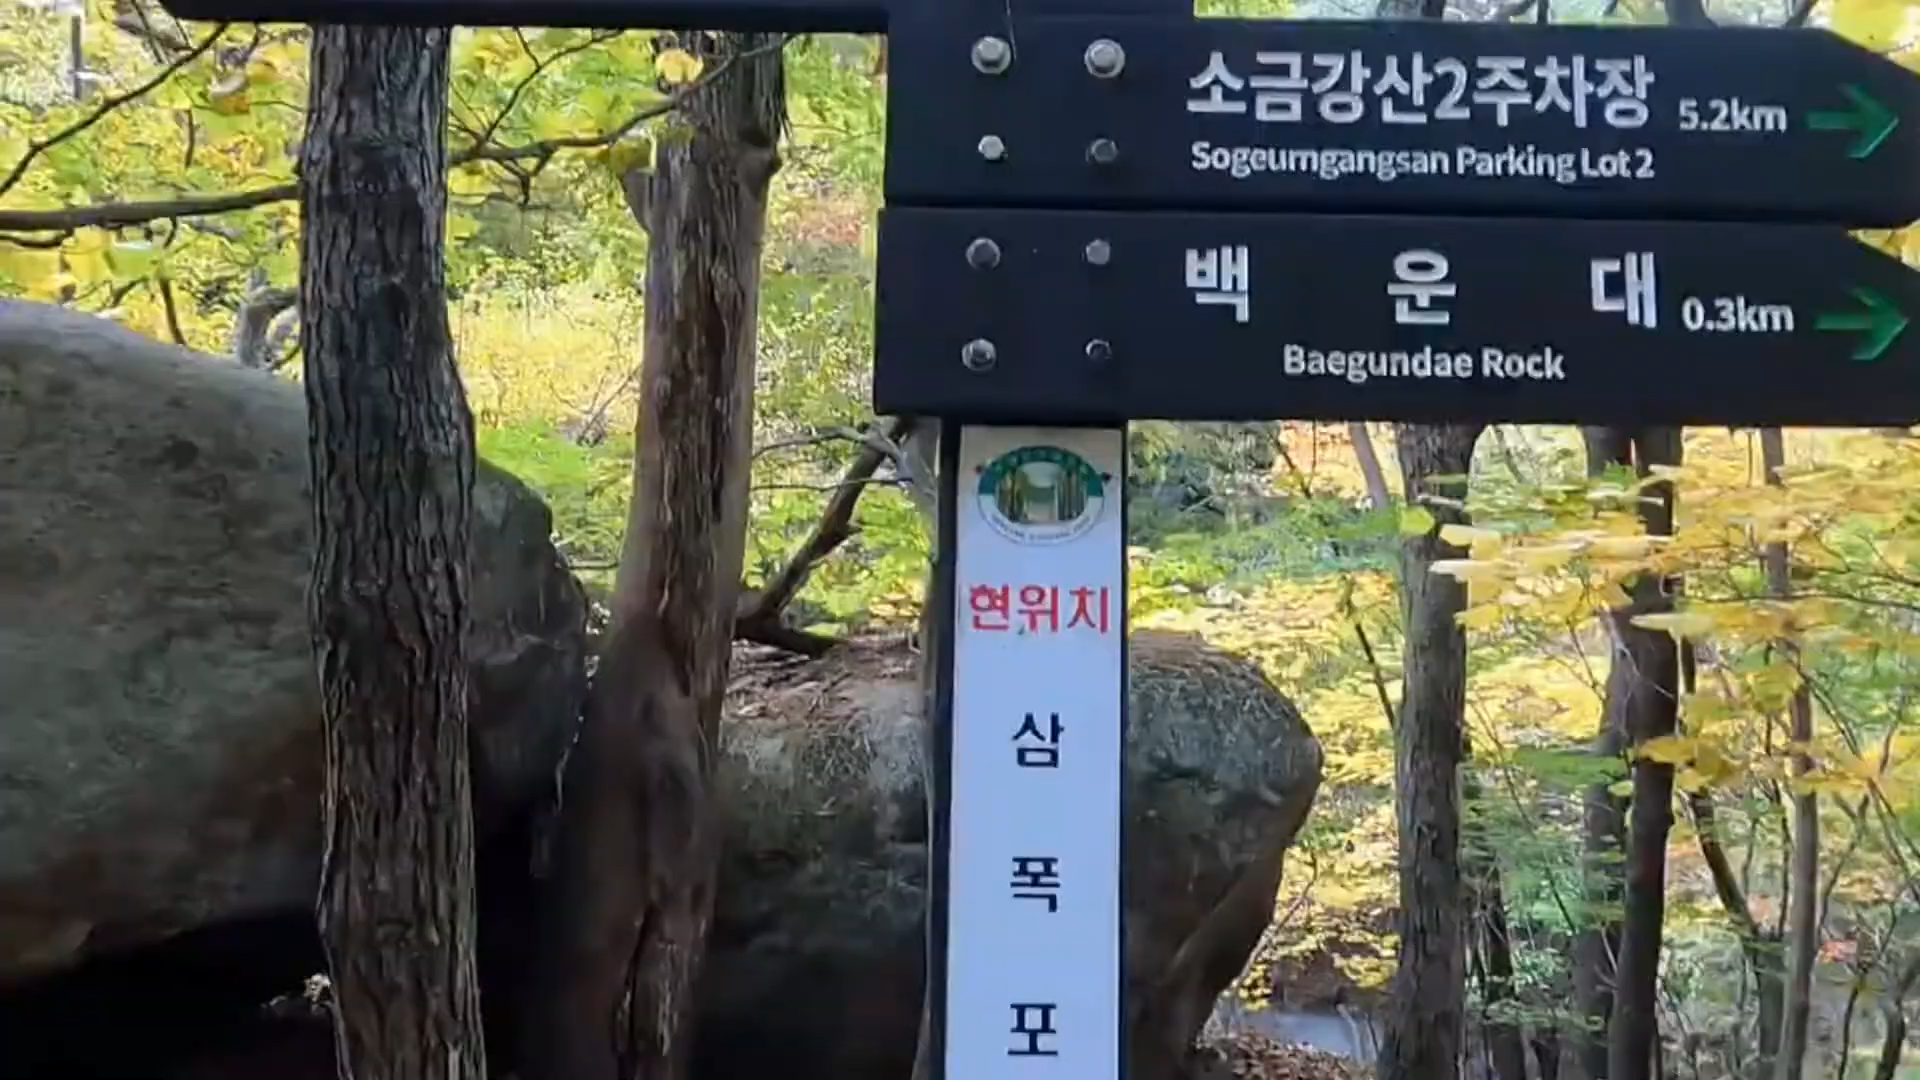 소금강산2주차장 5.2km
Sogeumgangsan Parking Lot 2
백 운 대 0.3km
Baegundae Rock
현위치
삼
폭
포